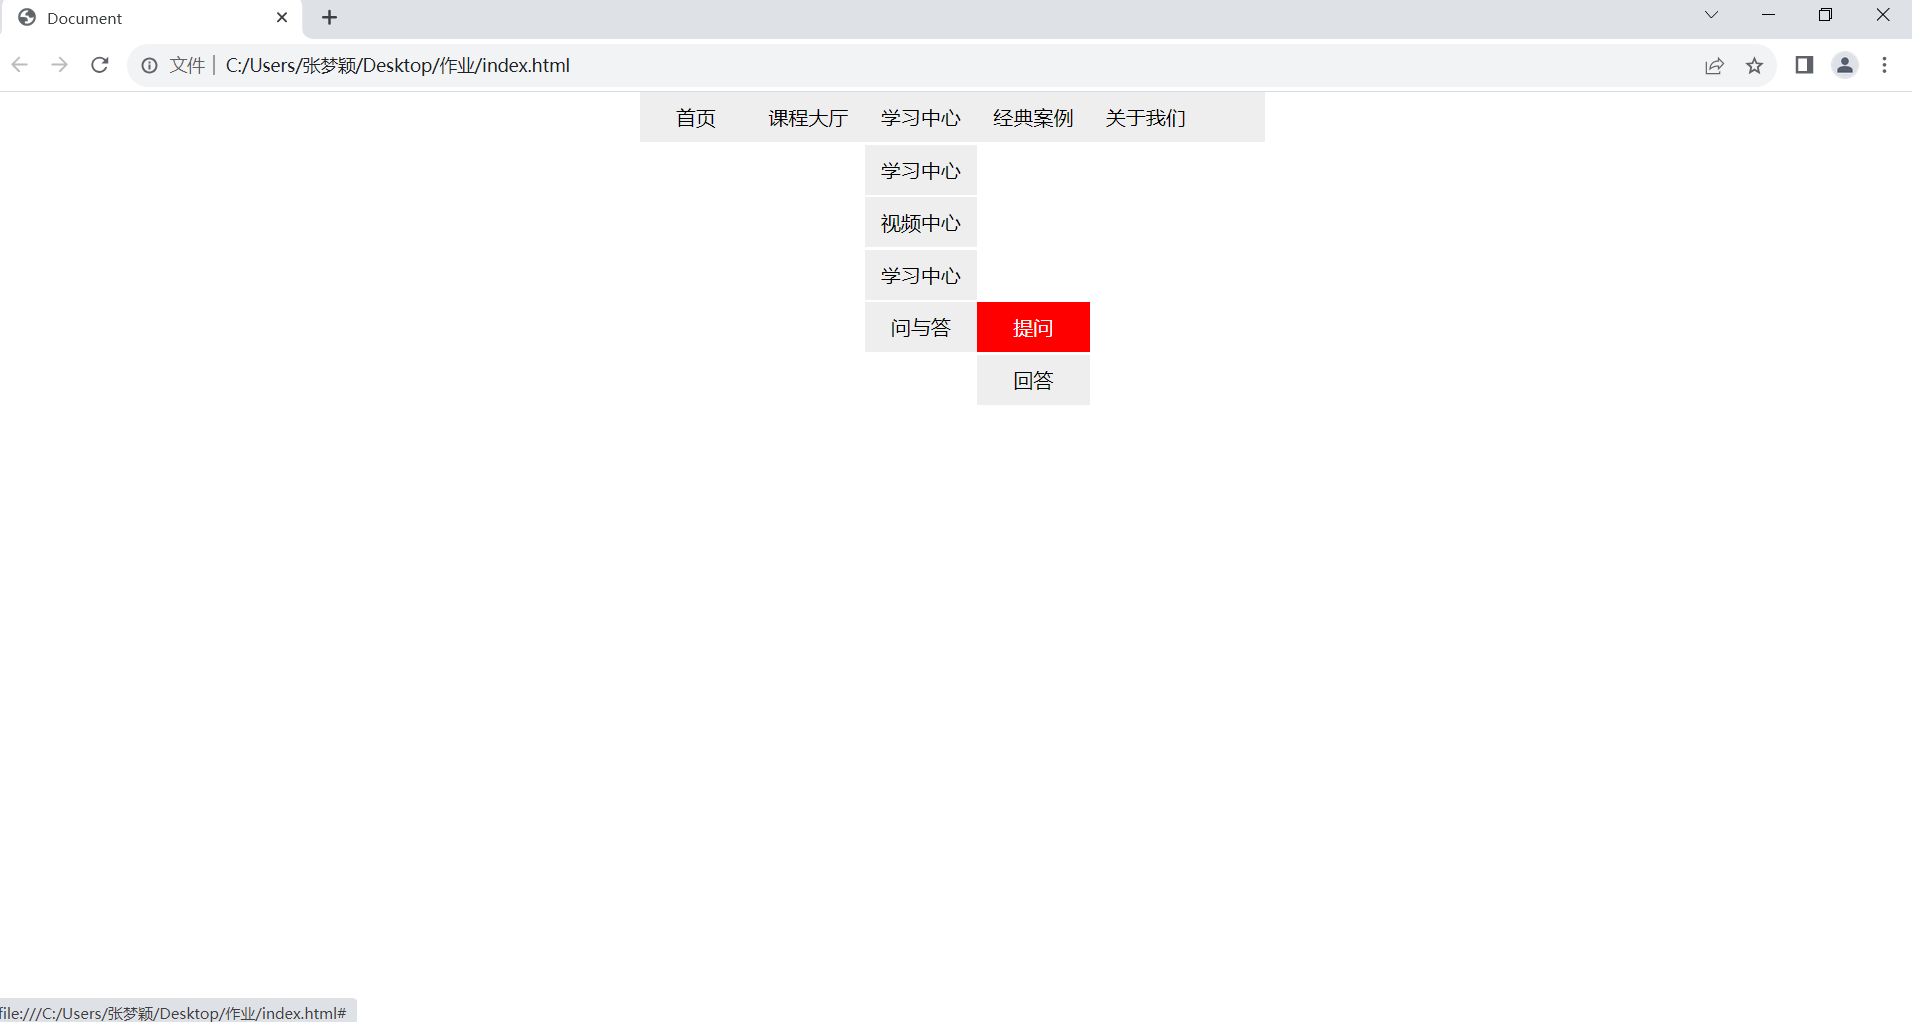 Document
文件 C:/Users/张梦颖/Desktop/作业/index.html
首页 课程大厅 学习中心 经典案例 关于我们
学习中心
视频中心
学习中心
问与答 提问
回答
file:///C:/Users/张梦颖/Desktop/作业/index.html#